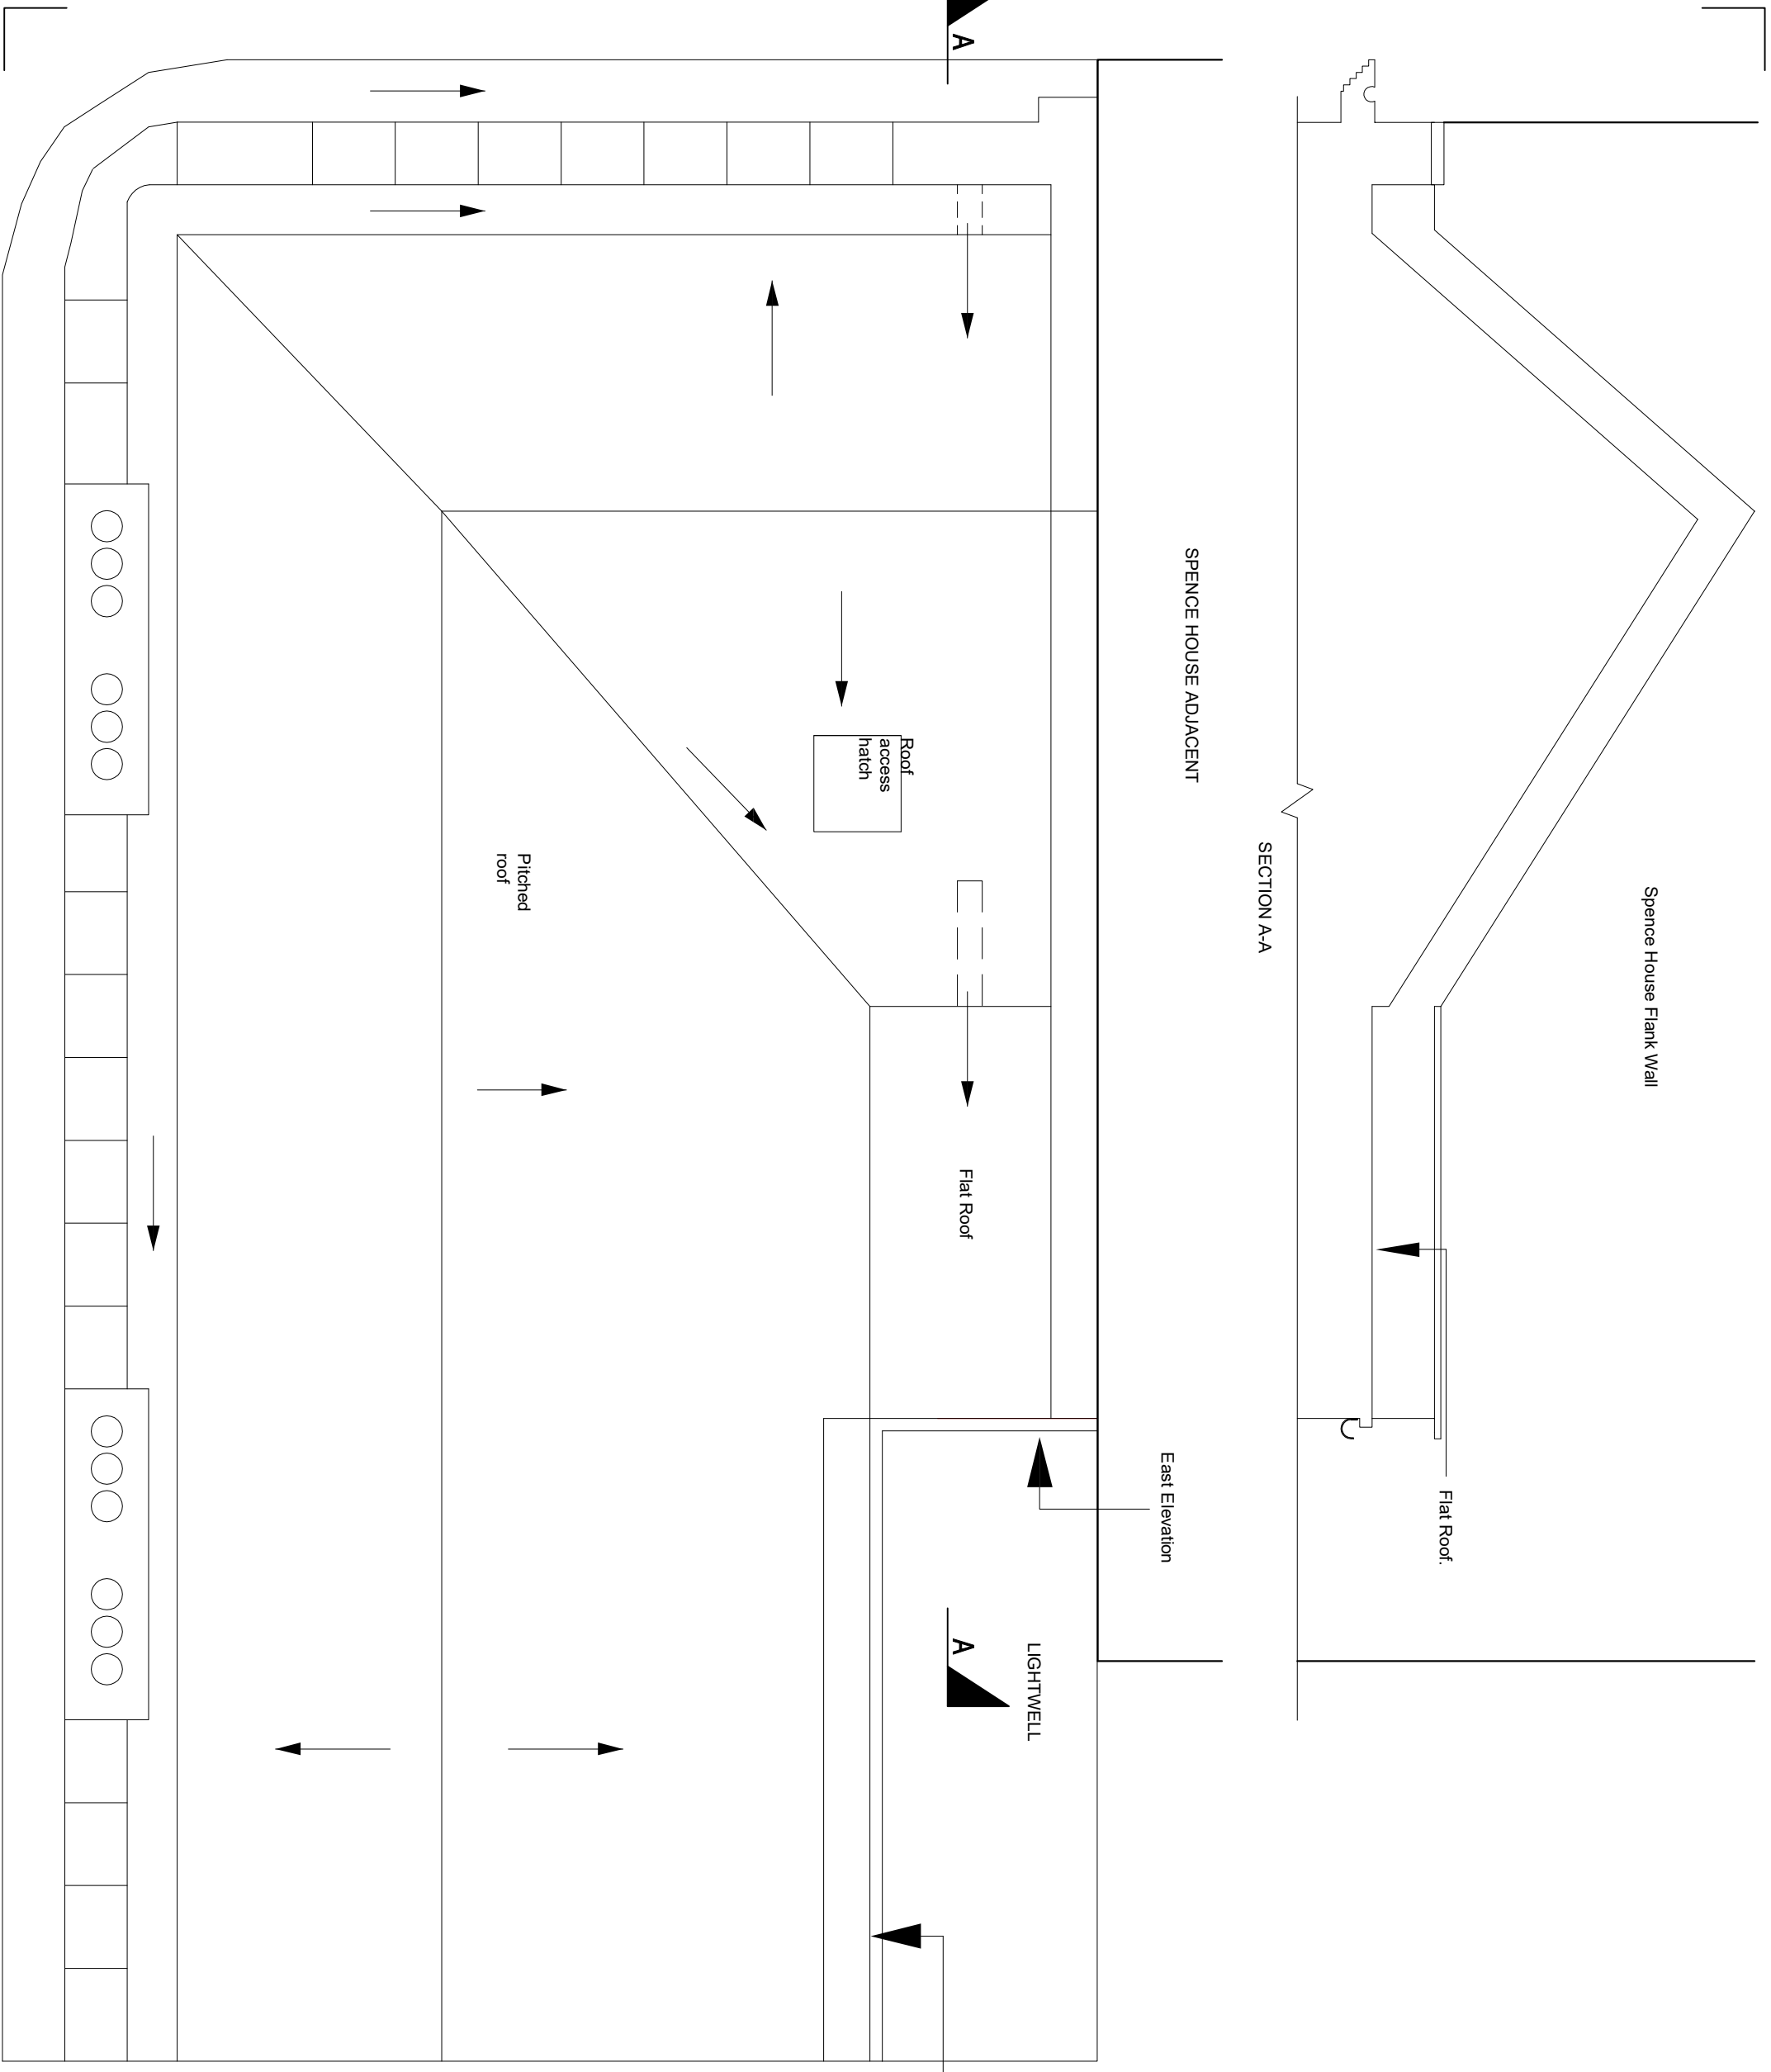 Spence House Flank Wall
Flat Roof.
SECTION A-A
SPENCE HOUSE ADJACENT
East Elevation
LIGHTWELL
A
A
Flat Roof
Roof
access
hatch
Pitched
roof